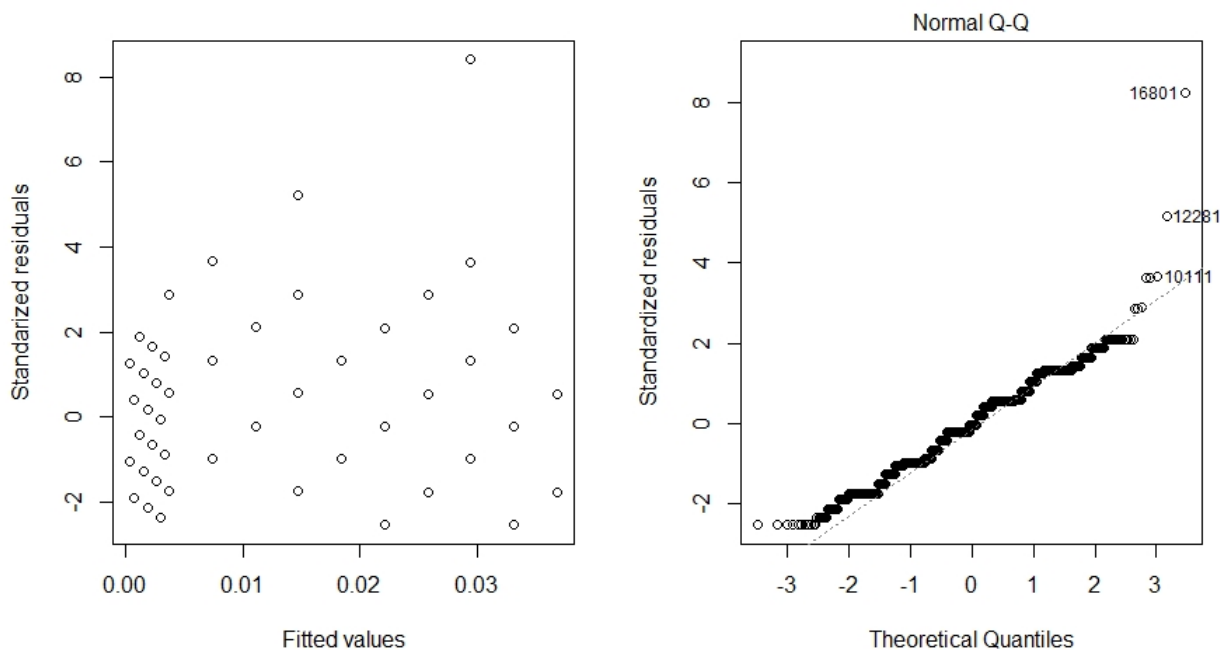 Standarized residuals
8
6
4
2
0
-2
0.00 0.01 0.02 0.03
Fitted values
Normal Q-Q
Standardized residuals
8
6
4
2
0
-2
16801
12281
10111
-3 -2 -1 0 1 2 3
Theoretical Quantiles